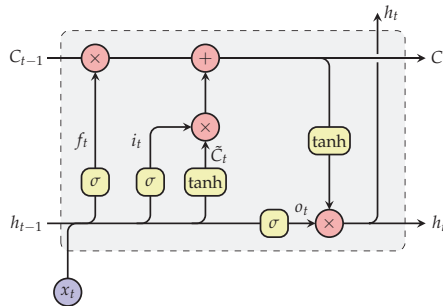 h_t
C_{t−1} × + C
f_t i_t × C̃_t tanh
σ σ tanh
h_{t−1} σ o_t × h_t
x_t